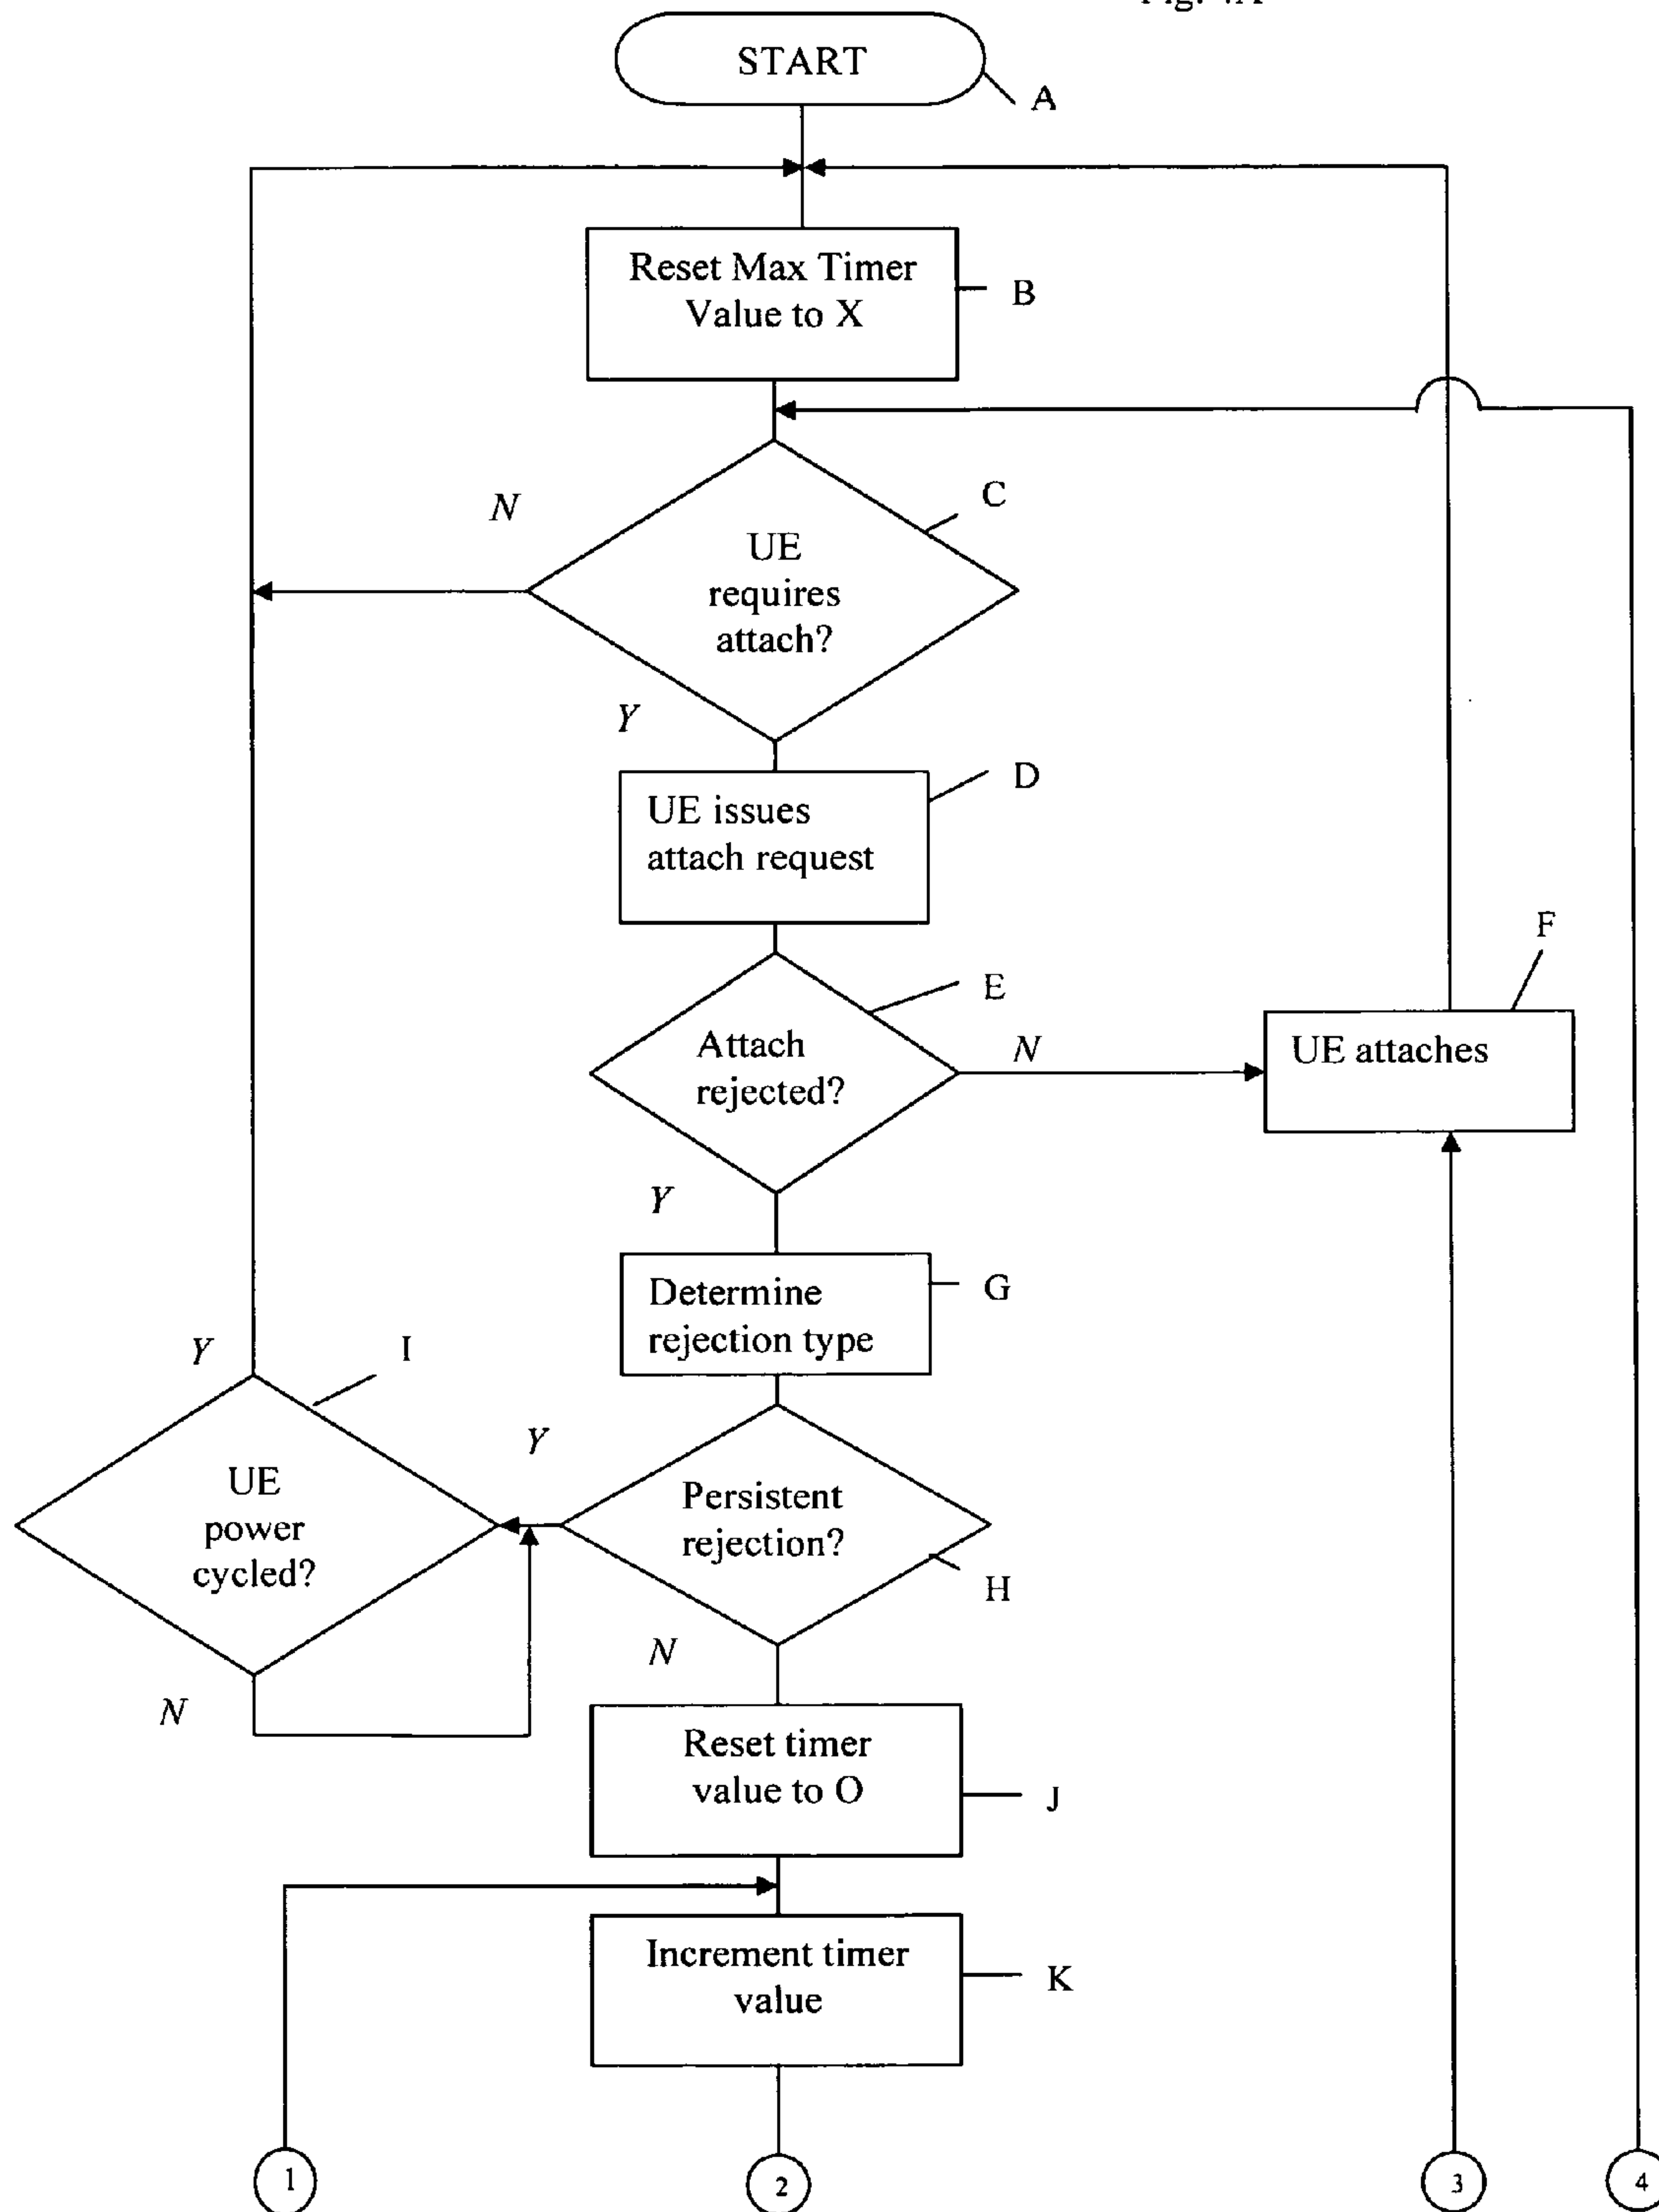 START
A
Reset Max Timer
Value to X
B
N
C
UE
requires
attach?
Y
D
UE issues
attach request
F
E
Attach
rejected?
N
UE attaches
Y
G
Determine
rejection type
Y
I
Y
UE
power
cycled?
Persistent
rejection?
H
N
N
Reset timer
value to O
J
Increment timer
value
K
1
2
3
4